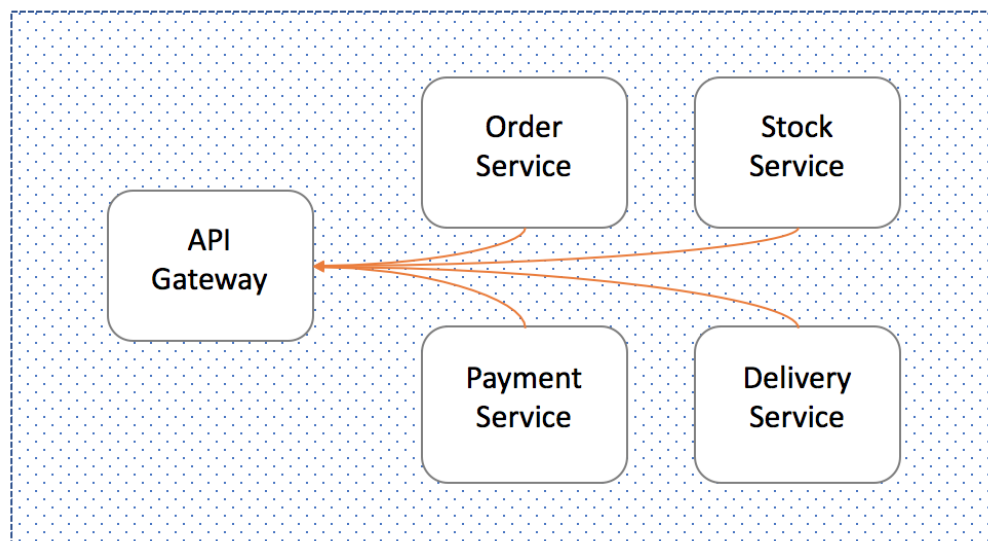 Order
Service
Stock
Service
API
Gateway
Payment
Service
Delivery
Service